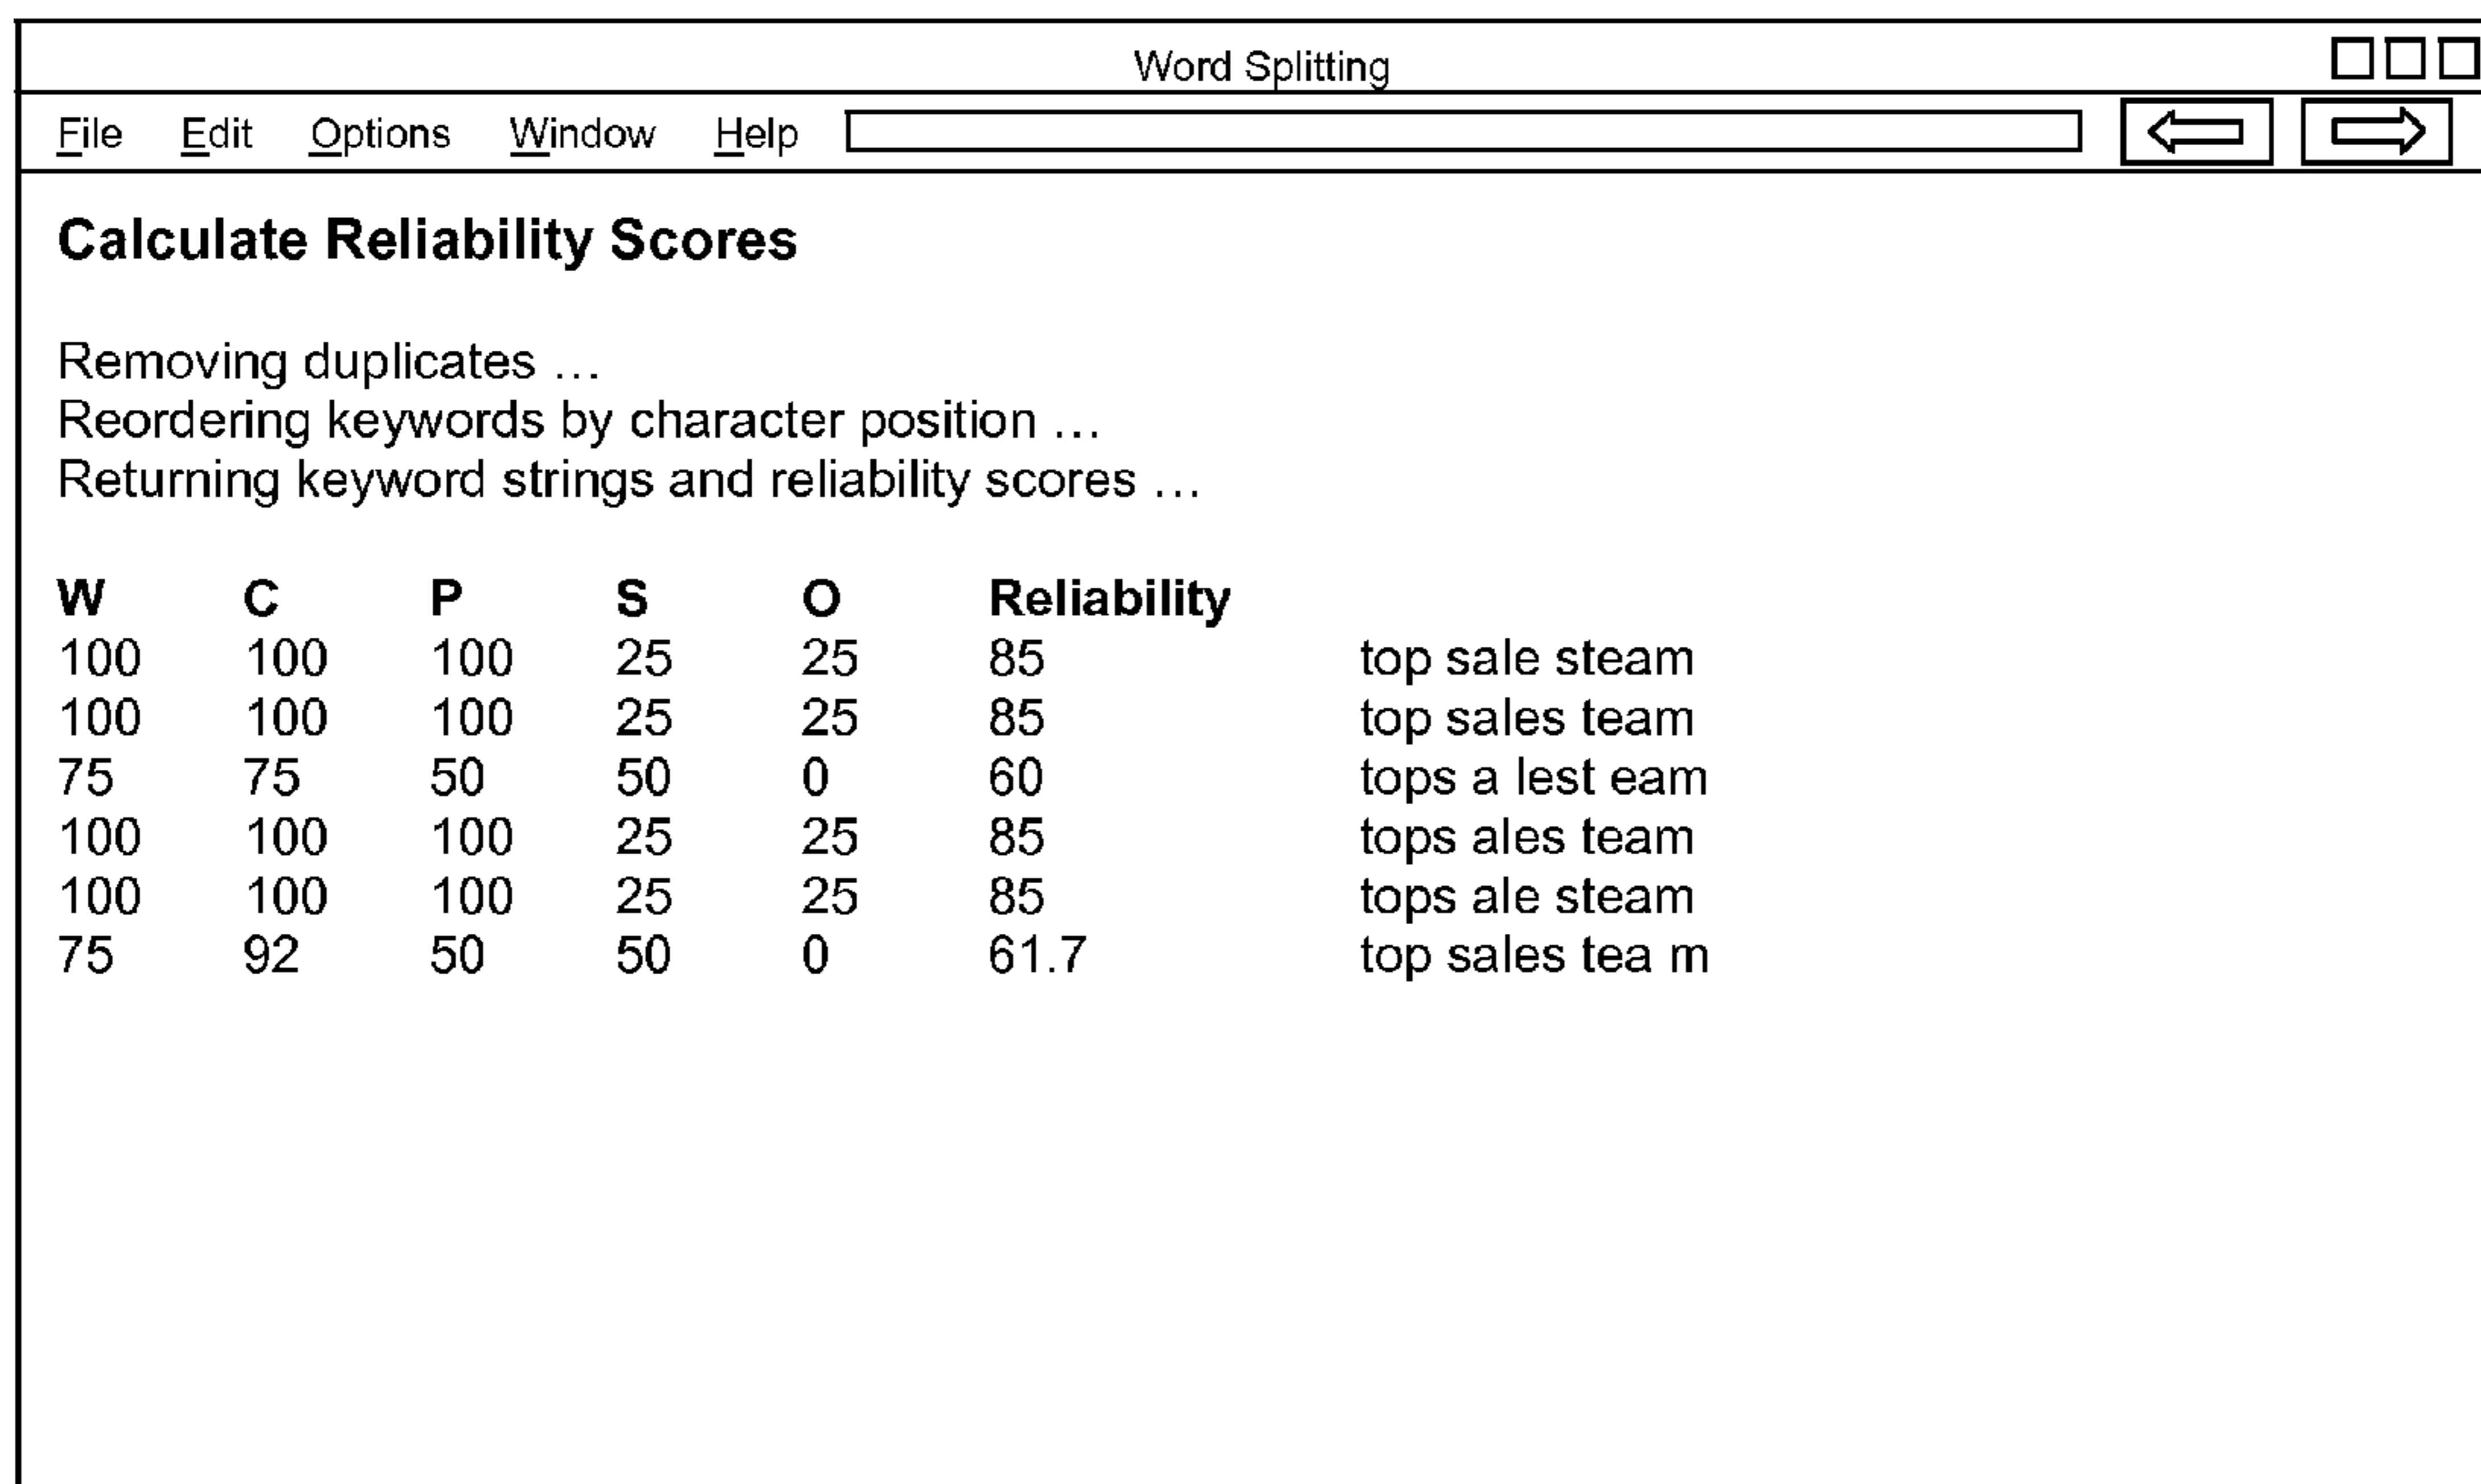 Word Splitting
File Edit Options Window Help
Calculate Reliability Scores
Removing duplicates …
Reordering keywords by character position …
Returning keyword strings and reliability scores …
W C P S O Reliability
100 100 100 25 25 85 top sale steam
100 100 100 25 25 85 top sales team
75 75 50 50 0 60 tops a lest eam
100 100 100 25 25 85 tops ales team
100 100 100 25 25 85 tops ale steam
75 92 50 50 0 61.7 top sales tea m